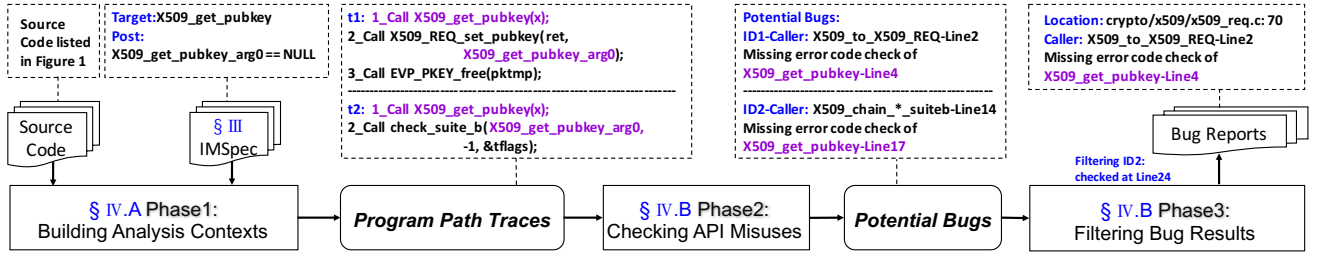 Source
Code listed
in Figure 1
Target:X509_get_pubkey
Post:
X509_get_pubkey_arg0 == NULL
t1: 1_Call X509_get_pubkey(x);
2_Call X509_REQ_set_pubkey(ret,
X509_get_pubkey_arg0);
3_Call EVP_PKEY_free(pktmp);
t2: 1_Call X509_get_pubkey(x);
2_Call check_suite_b(X509_get_pubkey_arg0,
-1, &tflags);
Potential Bugs:
ID1-Caller: X509_to_X509_REQ-Line2
Missing error code check of
X509_get_pubkey-Line4
ID2-Caller: X509_chain_*_suiteb-Line14
Missing error code check of
X509_get_pubkey-Line17
Location: crypto/x509/x509_req.c: 70
Caller: X509_to_X509_REQ-Line2
Missing error code check of
X509_get_pubkey-Line4
Source
Code
§ III
IMSpec
Bug Reports
Filtering ID2:
checked at Line24
§ IV.A Phase1:
Building Analysis Contexts
Program Path Traces
§ IV.B Phase2:
Checking API Misuses
Potential Bugs
§ IV.B Phase3:
Filtering Bug Results